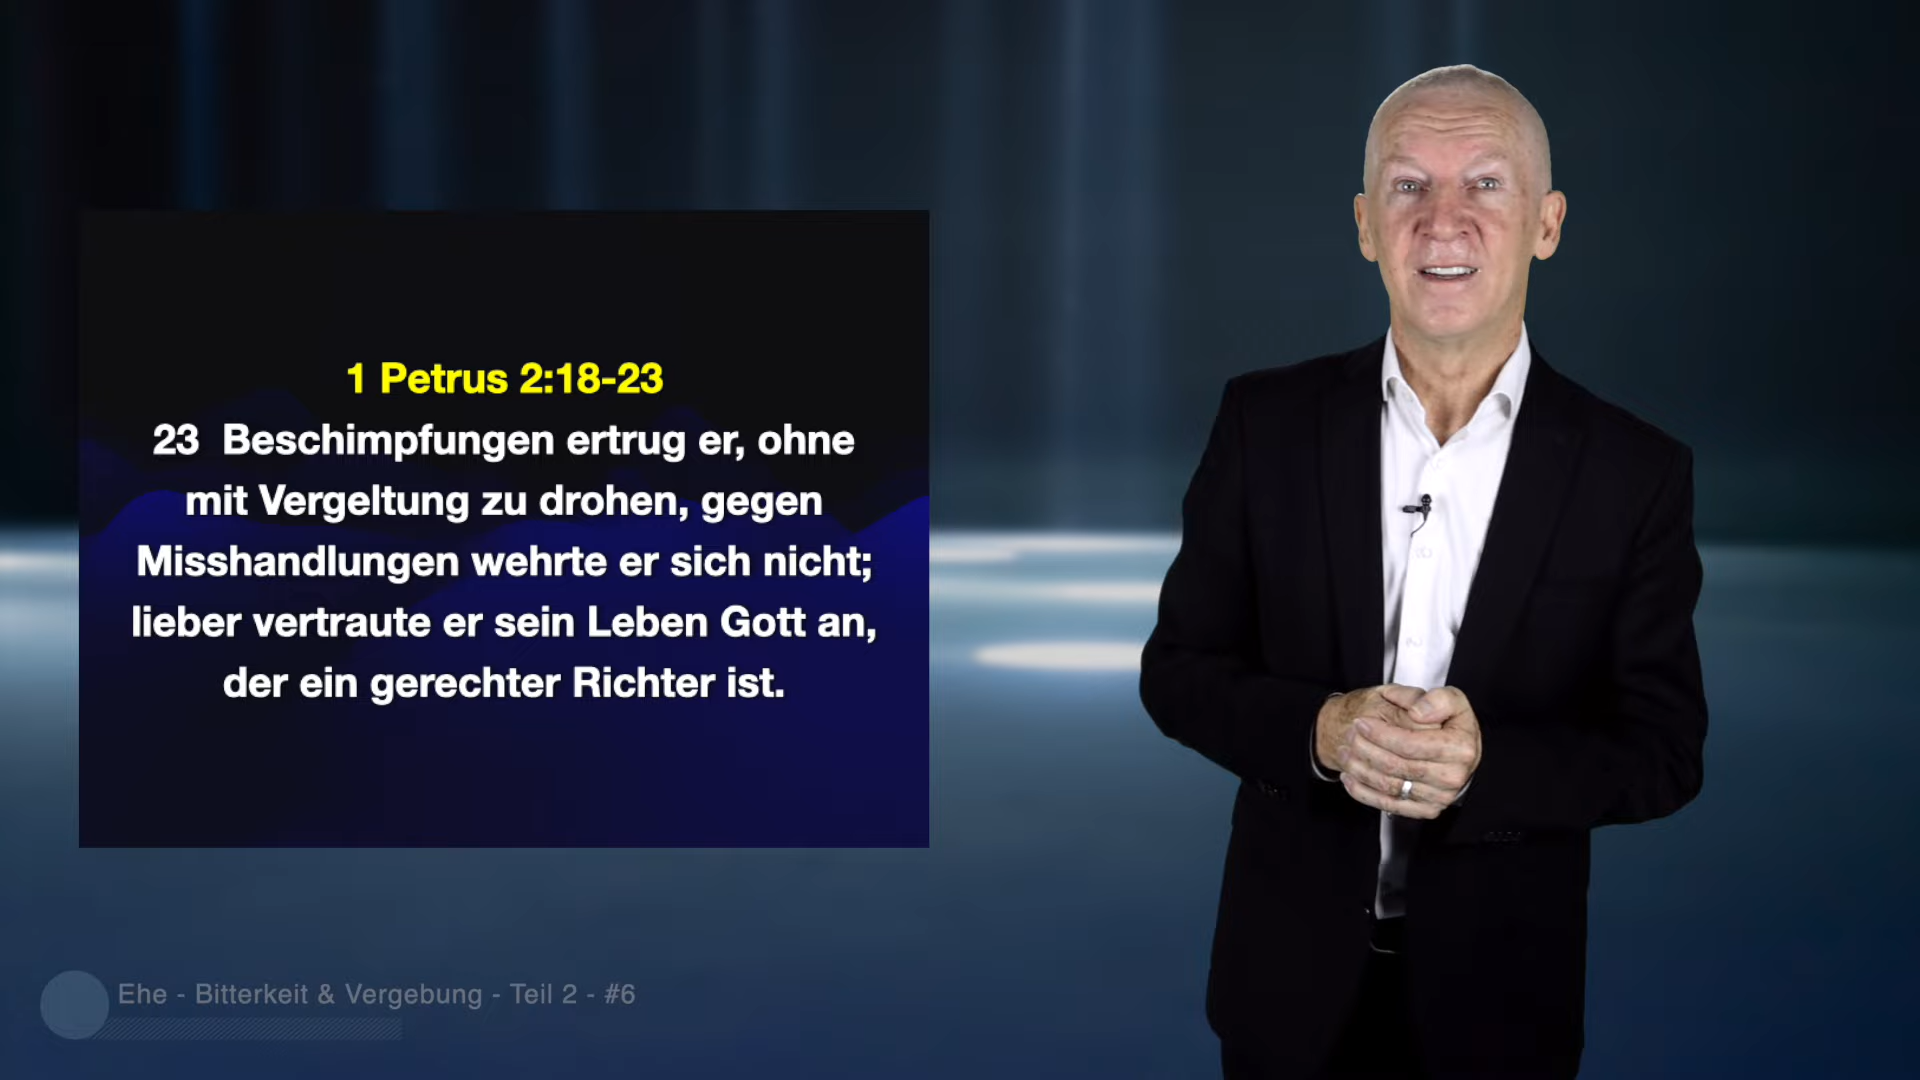 1 Petrus 2:18-23
23 Beschimpfungen ertrug er, ohne
mit Vergeltung zu drohen, gegen
Misshandlungen wehrte er sich nicht;
lieber vertraute er sein Leben Gott an,
der ein gerechter Richter ist.
Ehe - Bitterkeit & Vergebung - Teil 2 - #6